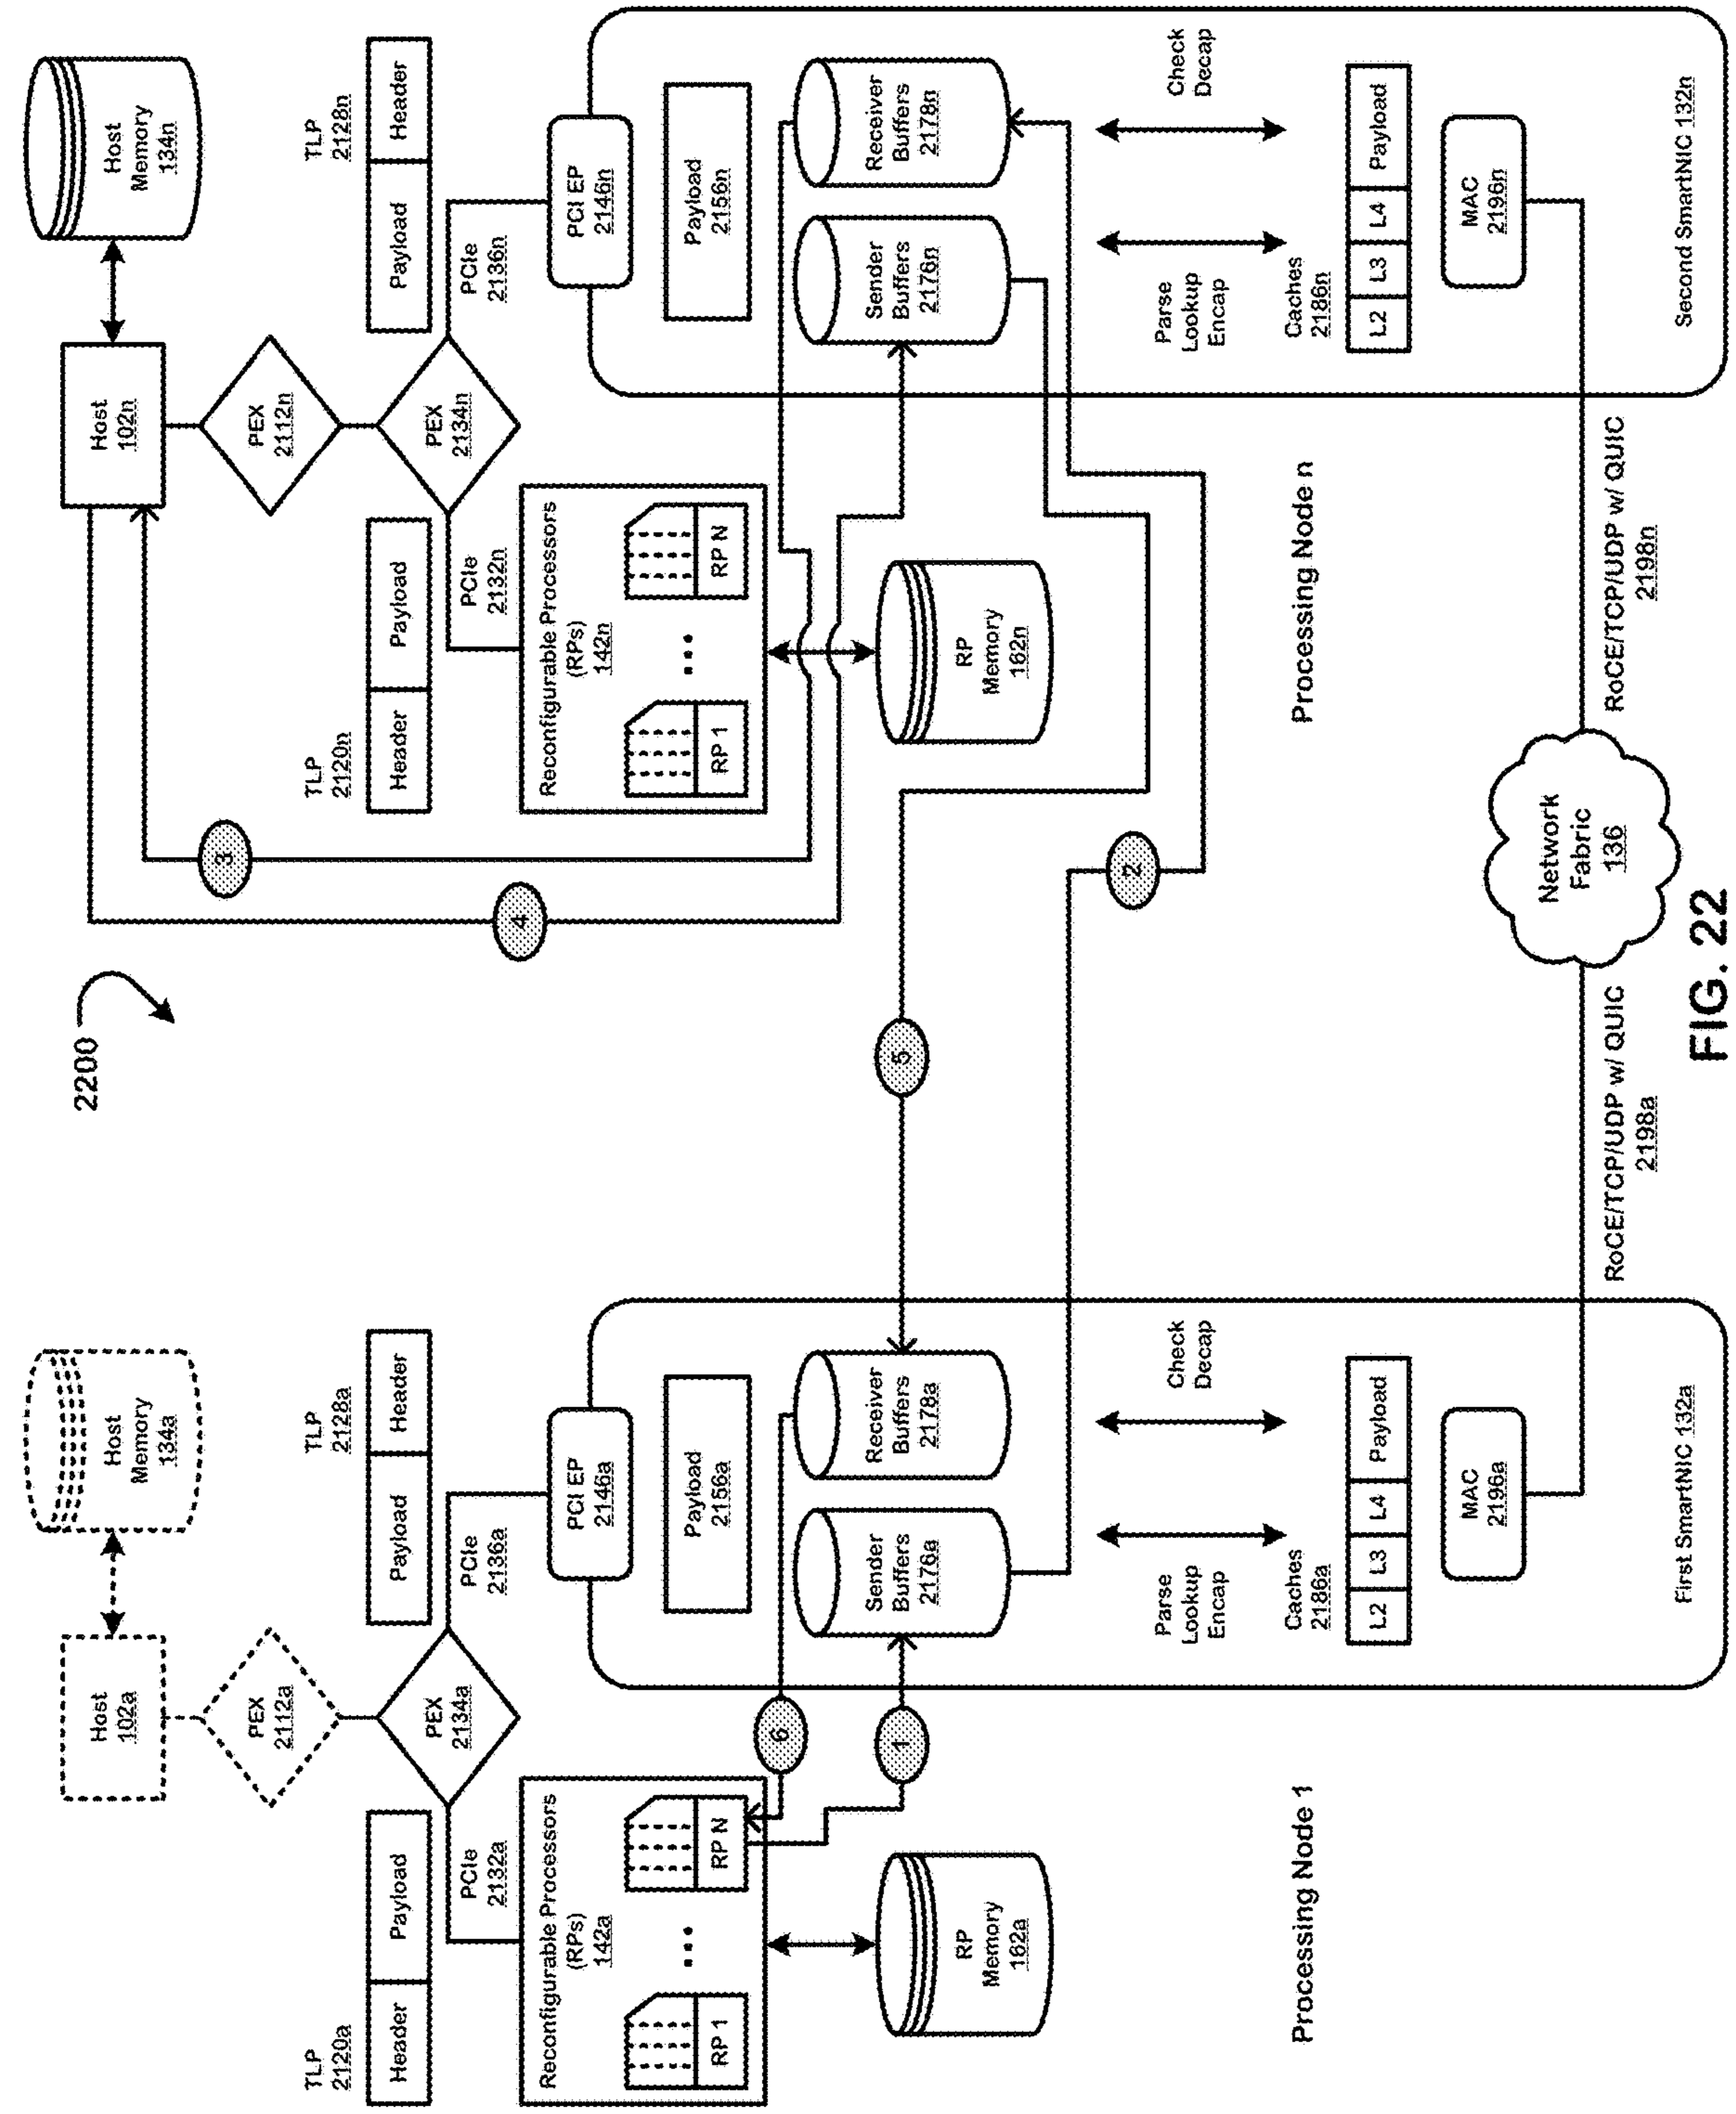 2200
Host
102a
Host
Memory
134a
PEX
2112a
TLP
2120a
Header
Payload
PEX
2134a
TLP
2128a
Payload
Header
PCIe
2132a
PCIe
2136a
Reconfigurable Processors
(RPs)
142a
RP 1
...
RP N
RP
Memory
162a
PCI EP
2146a
Payload
2156a
6
1
Sender
Buffers
2176a
Receiver
Buffers
2178a
Parse
Lookup
Encap
Check
Decap
Caches
2186a
L2
L3
L4
Payload
MAC
2196a
First SmartNIC 132a
Processing Node 1
5
2
3
4
Host
102n
Host
Memory
134n
PEX
2112n
TLP
2120n
Header
Payload
PEX
2134n
TLP
2128n
Payload
Header
PCIe
2132n
PCIe
2136n
Reconfigurable Processors
(RPs)
142n
RP 1
...
RP N
RP
Memory
162n
PCI EP
2146n
Payload
2156n
Sender
Buffers
2176n
Receiver
Buffers
2178n
Parse
Lookup
Encap
Check
Decap
Caches
2186n
L2
L3
L4
Payload
MAC
2196n
Second SmartNIC 132n
Processing Node n
RoCE/TCP/UDP w/ QUIC
2198a
Network
Fabric
136
RoCE/TCP/UDP w/ QUIC
2198n
FIG. 22